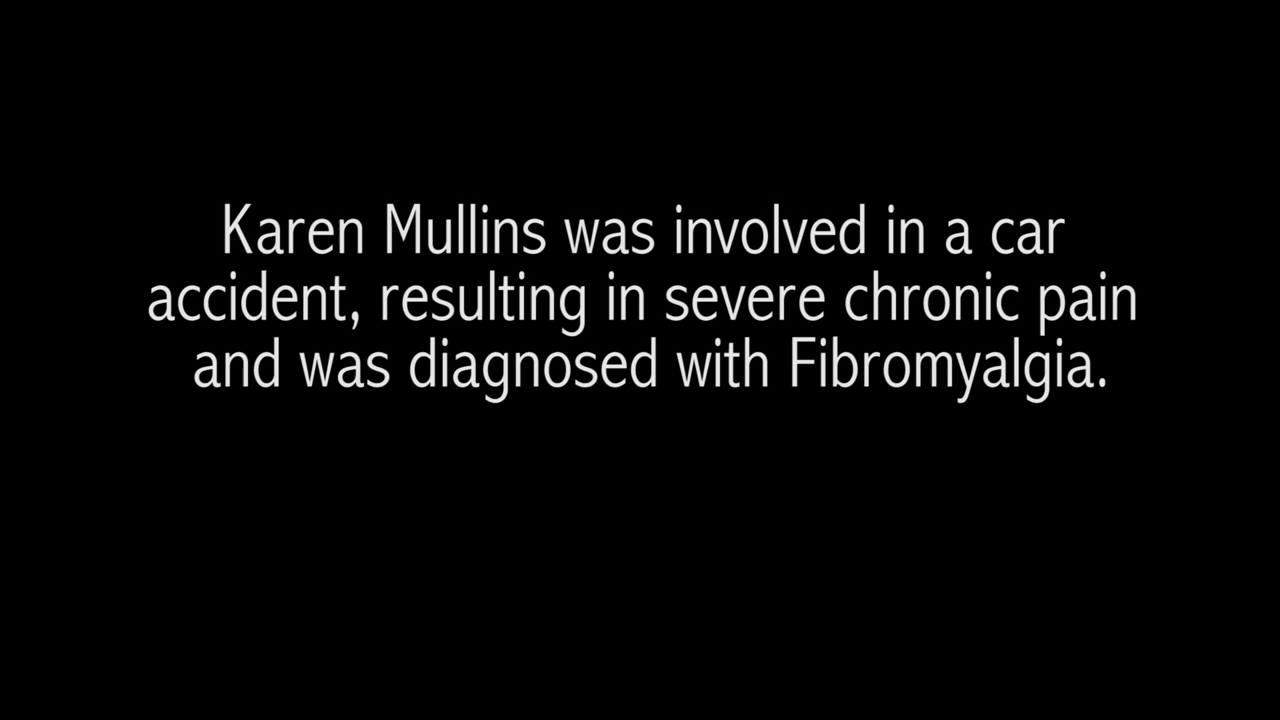 Karen Mullins was involved in a car
accident, resulting in severe chronic pain
and was diagnosed with Fibromyalgia.